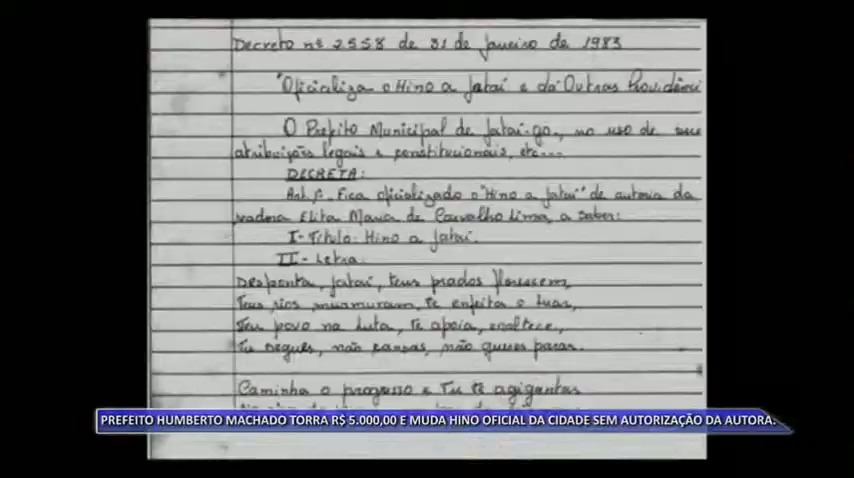 Decreto nº 2.558 de 31 de janeiro de 1983
"Oficializa o Hino a Jataí e dá Outras Providênci
O Prefeito Municipal de Jataí-go., no uso de suas
atribuições legais e constitucionais, etc...
DECRETA:
Art. 1º - Fica oficializado o "Hino a Jataí" de autoria da
Elita Maria de Carvalho Lima, a saber:
I - Título: Hino a Jataí.
II - Letra:
Desponta, Jataí, teus prados florescem,
Teus rios murmuram, te enfeita o luar,
Teu povo na luta, te apoia, enaltece,
Tu segues, não cansas, não queres parar.
Caminha o progresso e Tu te agigantas
PREFEITO HUMBERTO MACHADO TORRA R$ 5.000,00 E MUDA HINO OFICIAL DA CIDADE SEM AUTORIZAÇÃO DA AUTORA.